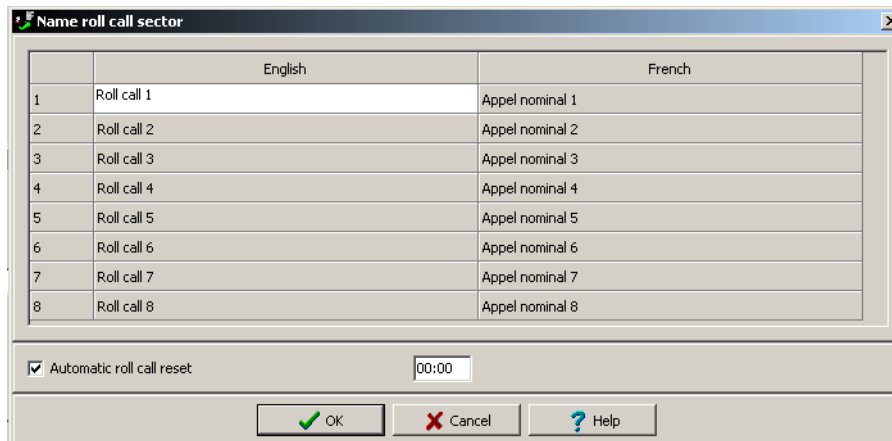 Name roll call sector
English French
1 Roll call 1 Appel nominal 1
2 Roll call 2 Appel nominal 2
3 Roll call 3 Appel nominal 3
4 Roll call 4 Appel nominal 4
5 Roll call 5 Appel nominal 5
6 Roll call 6 Appel nominal 6
7 Roll call 7 Appel nominal 7
8 Roll call 8 Appel nominal 8
Automatic roll call reset 00:00
OK Cancel ? Help